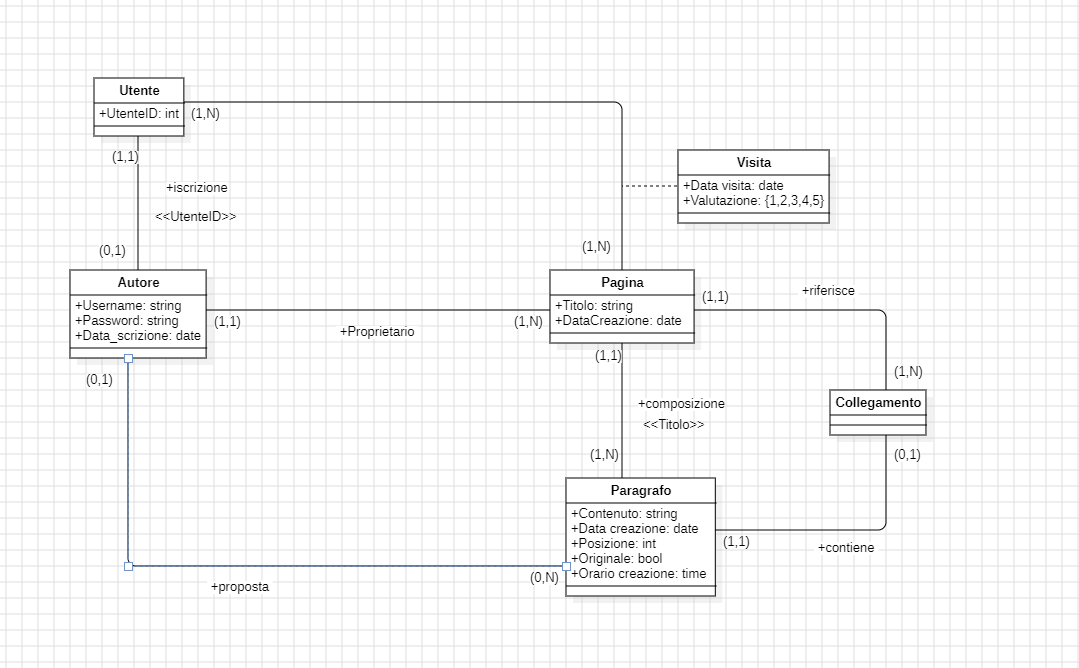 Utente
+UtenteID: int
(1,N)
(1,1)
+iscrizione
<<UtenteID>>
(0,1)
Visita
+Data visita: date
+Valutazione: {1,2,3,4,5}
(1,N)
Autore
+Username: string
+Password: string
+Data_scrizione: date
(1,1)
+Proprietario
(1,N)
Pagina
+Titolo: string
+DataCreazione: date
(1,1)
+riferisce
(1,N)
(1,1)
+composizione
<<Titolo>>
(1,N)
Collegamento
(0,1)
+contiene
(1,1)
Paragrafo
+Contenuto: string
+Data creazione: date
+Posizione: int
+Originale: bool
+Orario creazione: time
(0,1)
+proposta
(0,N)